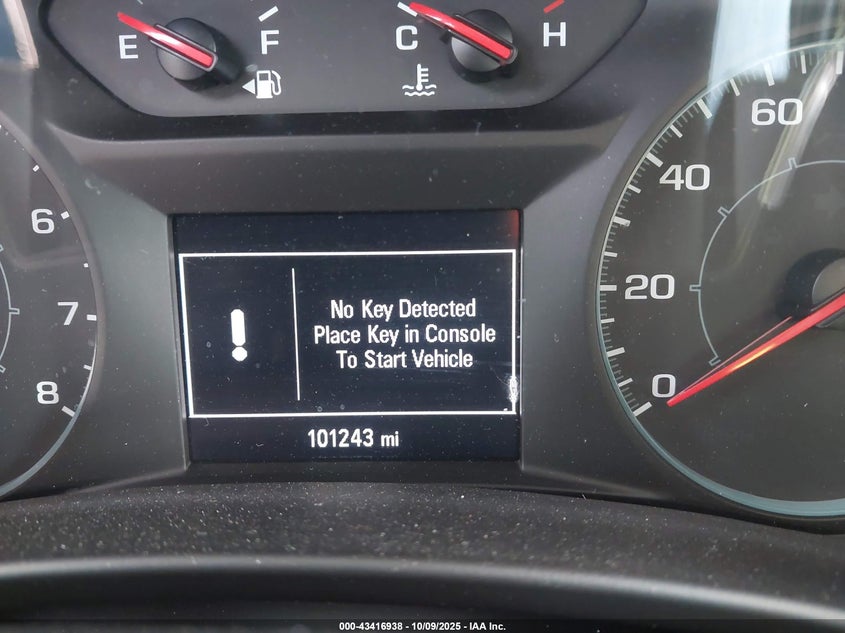 E F C H
60
40
20
0
6
7
8
No Key Detected
Place Key in Console
To Start Vehicle
101243 mi
000-43416938 - 10/09/2025 - IAA Inc.